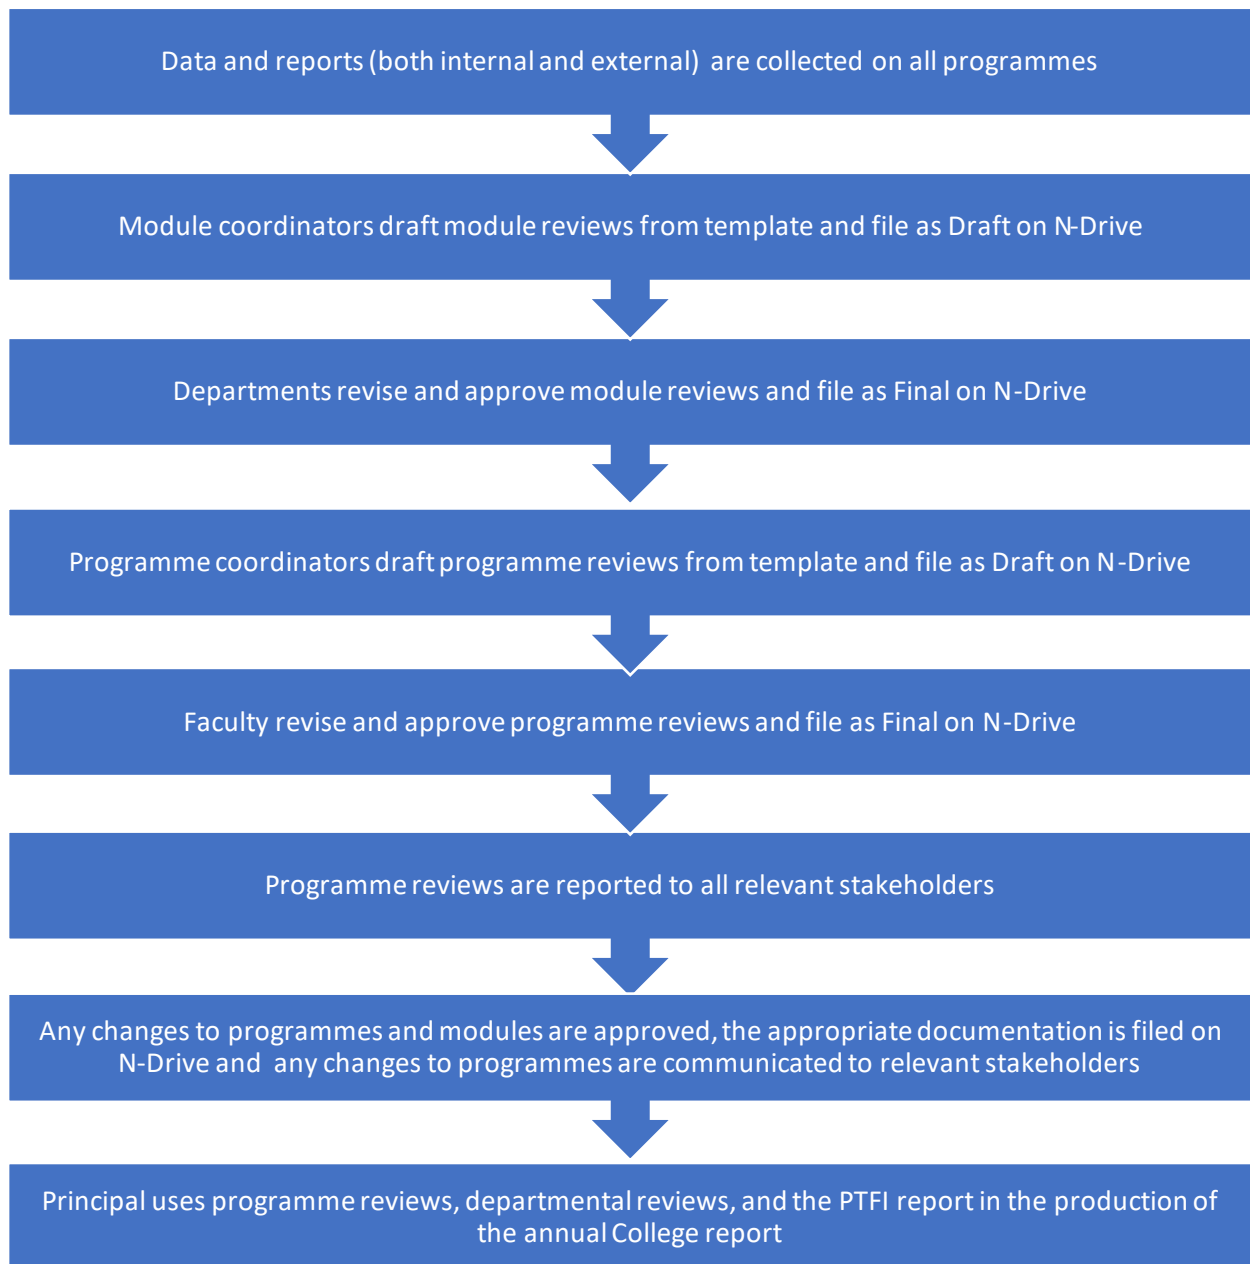 Data and reports (both internal and external) are collected on all programmes
Module coordinators draft module reviews from template and file as Draft on N-Drive
Departments revise and approve module reviews and file as Final on N-Drive
Programme coordinators draft programme reviews from template and file as Draft on N-Drive
Faculty revise and approve programme reviews and file as Final on N-Drive
Programme reviews are reported to all relevant stakeholders
Any changes to programmes and modules are approved, the appropriate documentation is filed on
N-Drive and any changes to programmes are communicated to relevant stakeholders
Principal uses programme reviews, departmental reviews, and the PTFI report in the production of
the annual College report